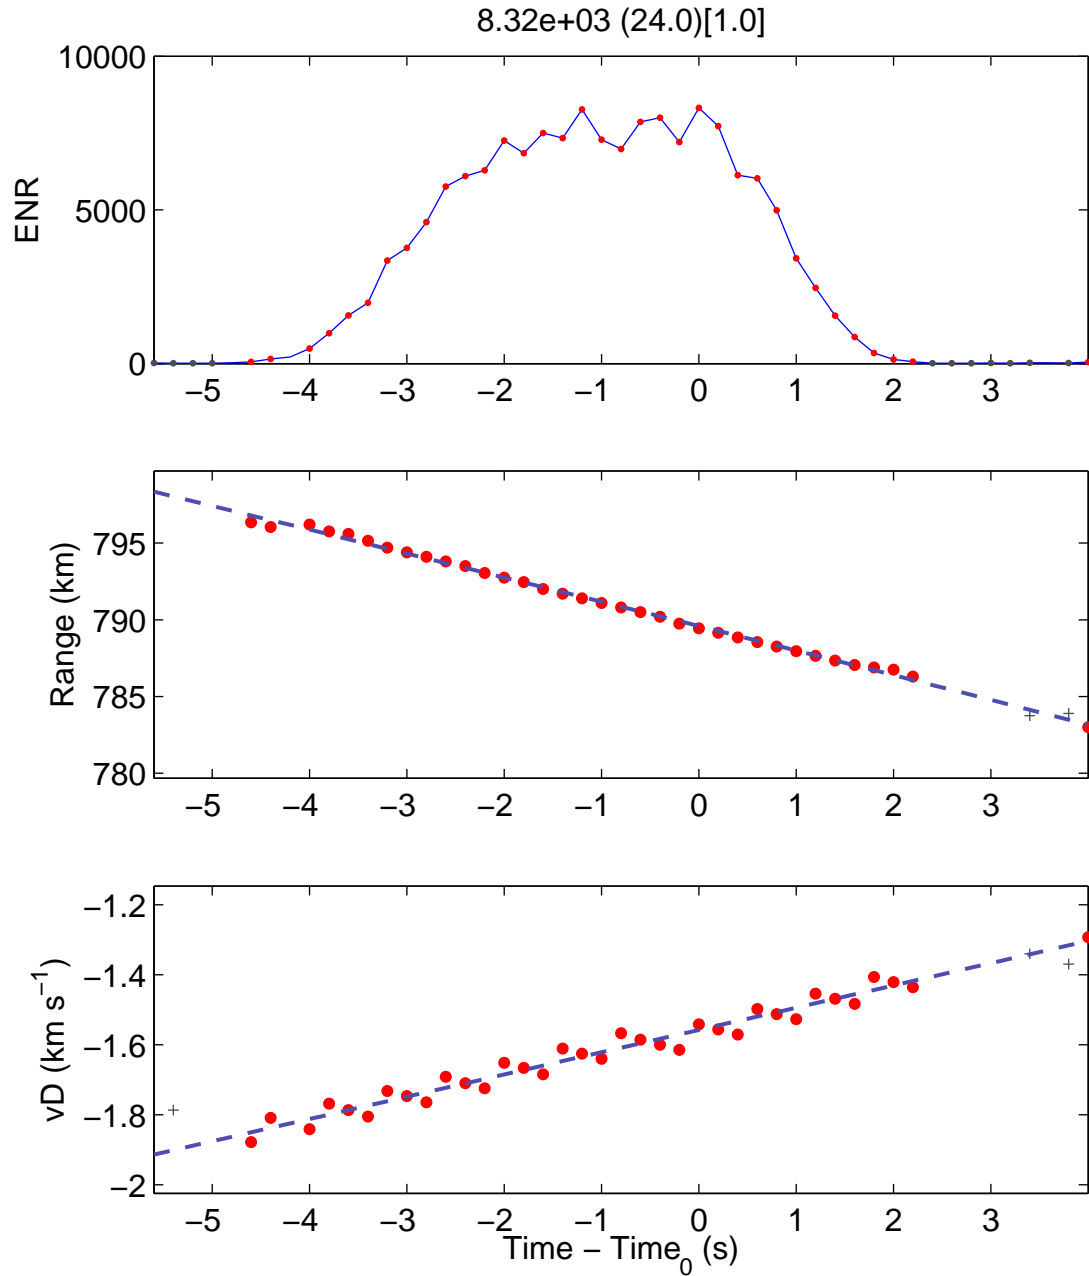 8.32e+03 (24.0)[1.0]
10000
5000
0
ENR
−5 −4 −3 −2 −1 0 1 2 3
795
790
785
780
Range (km)
−5 −4 −3 −2 −1 0 1 2 3
−1.2
−1.4
−1.6
−1.8
−2
vD (km s⁻¹)
−5 −4 −3 −2 −1 0 1 2 3
Time − Time₀ (s)